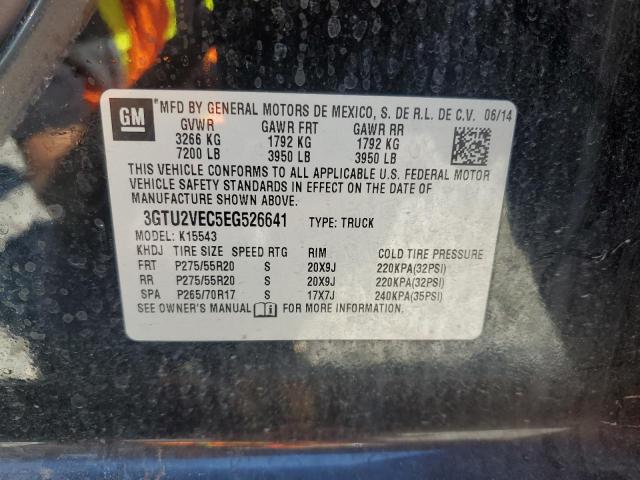 GM ®MFD BY GENERAL MOTORS DE MEXICO, S. DE R.L. DE C.V. 06/14
GVWR GAWR FRT GAWR RR
3266 KG 1792 KG 1792 KG
7200 LB 3950 LB 3950 LB
THIS VEHICLE CONFORMS TO ALL APPLICABLE U.S. FEDERAL MOTOR
VEHICLE SAFETY STANDARDS IN EFFECT ON THE DATE OF
MANUFACTURE SHOWN ABOVE.
3GTU2VEC5EG526641 TYPE: TRUCK
MODEL: K15543
KHDJ TIRE SIZE SPEED RTG RIM COLD TIRE PRESSURE
FRT P275/55R20 S 20X9J 220KPA(32PSI)
RR P275/55R20 S 20X9J 220KPA(32PSI)
SPA P265/70R17 S 17X7J 240KPA(35PSI)
SEE OWNER'S MANUAL FOR MORE INFORMATION.